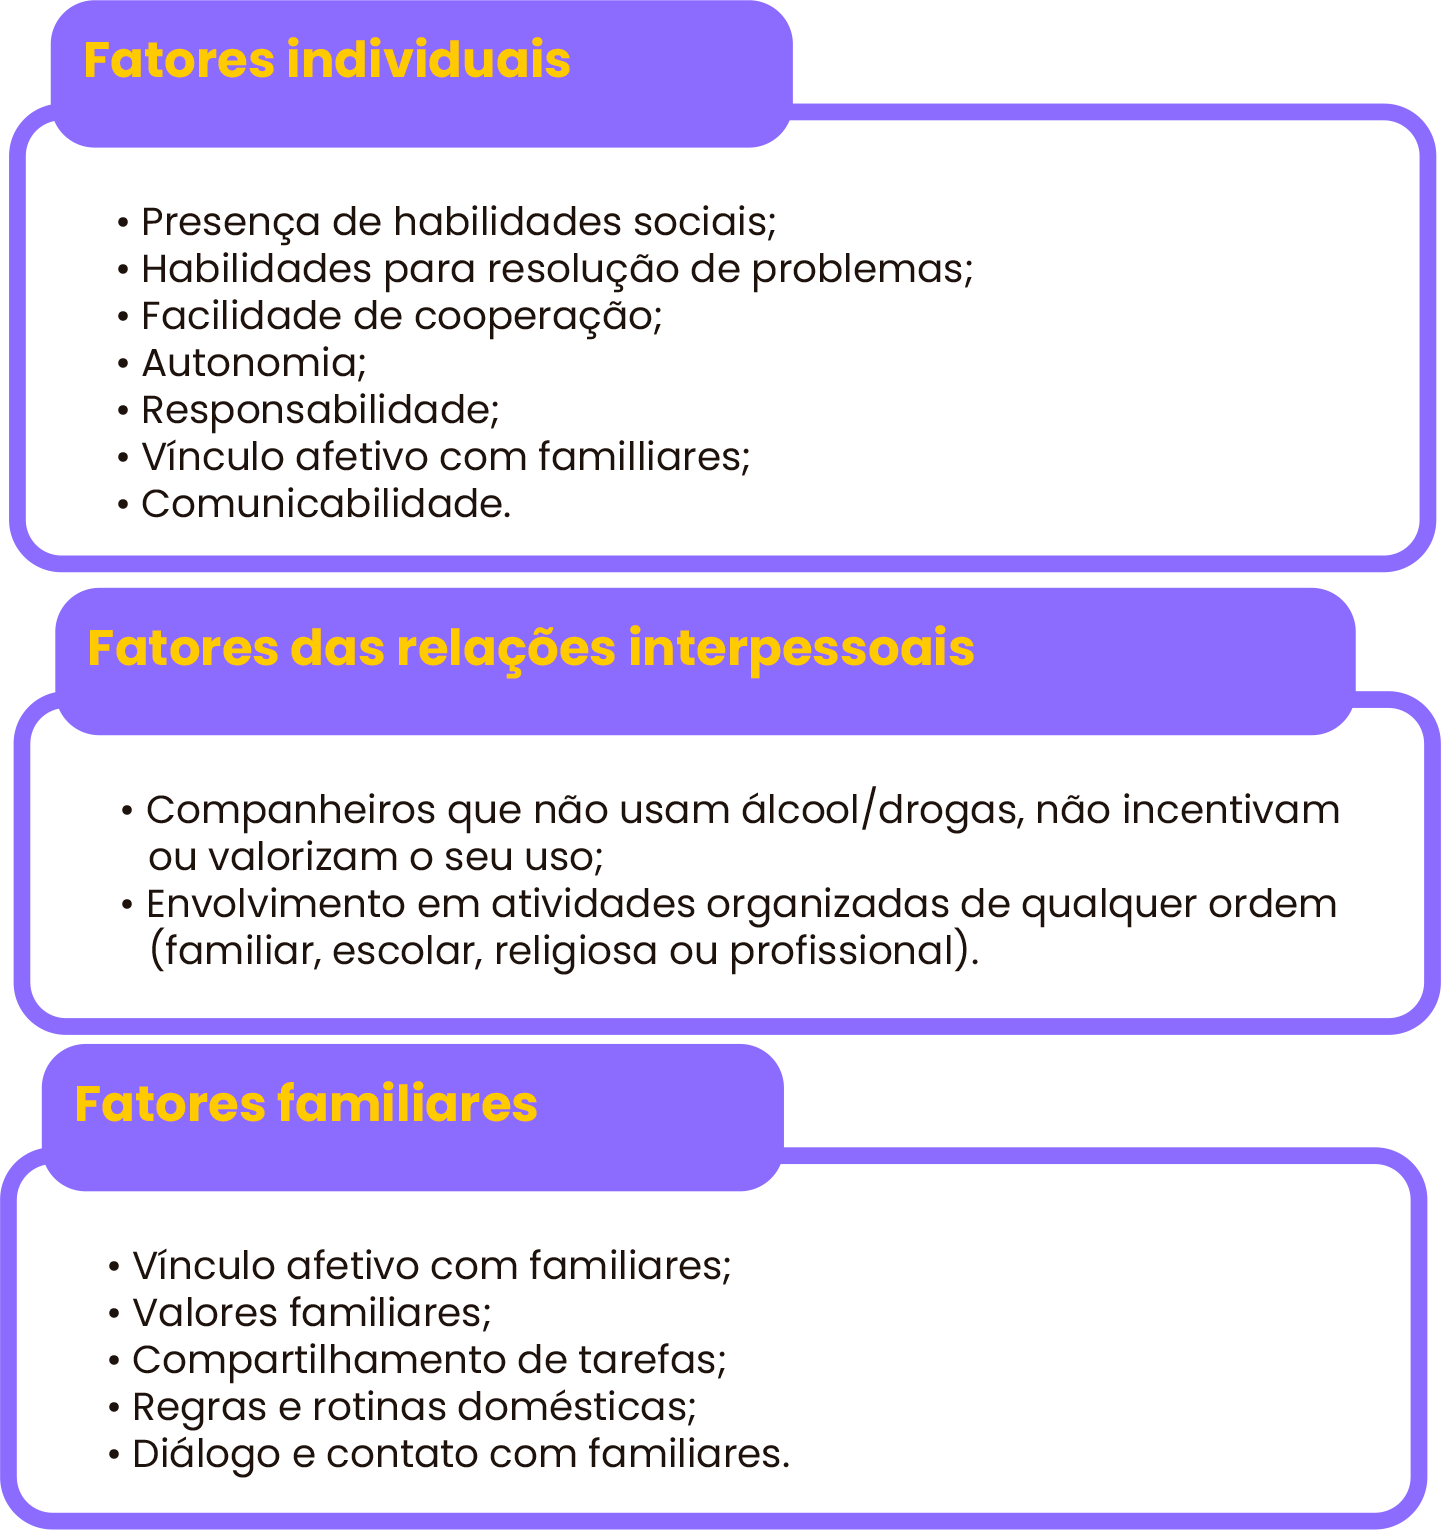 Fatores individuais
• Presença de habilidades sociais;
• Habilidades para resolução de problemas;
• Facilidade de cooperação;
• Autonomia;
• Responsabilidade;
• Vínculo afetivo com familliares;
• Comunicabilidade.
Fatores das relações interpessoais
• Companheiros que não usam álcool/drogas, não incentivam
ou valorizam o seu uso;
• Envolvimento em atividades organizadas de qualquer ordem
(familiar, escolar, religiosa ou profissional).
Fatores familiares
• Vínculo afetivo com familiares;
• Valores familiares;
• Compartilhamento de tarefas;
• Regras e rotinas domésticas;
• Diálogo e contato com familiares.